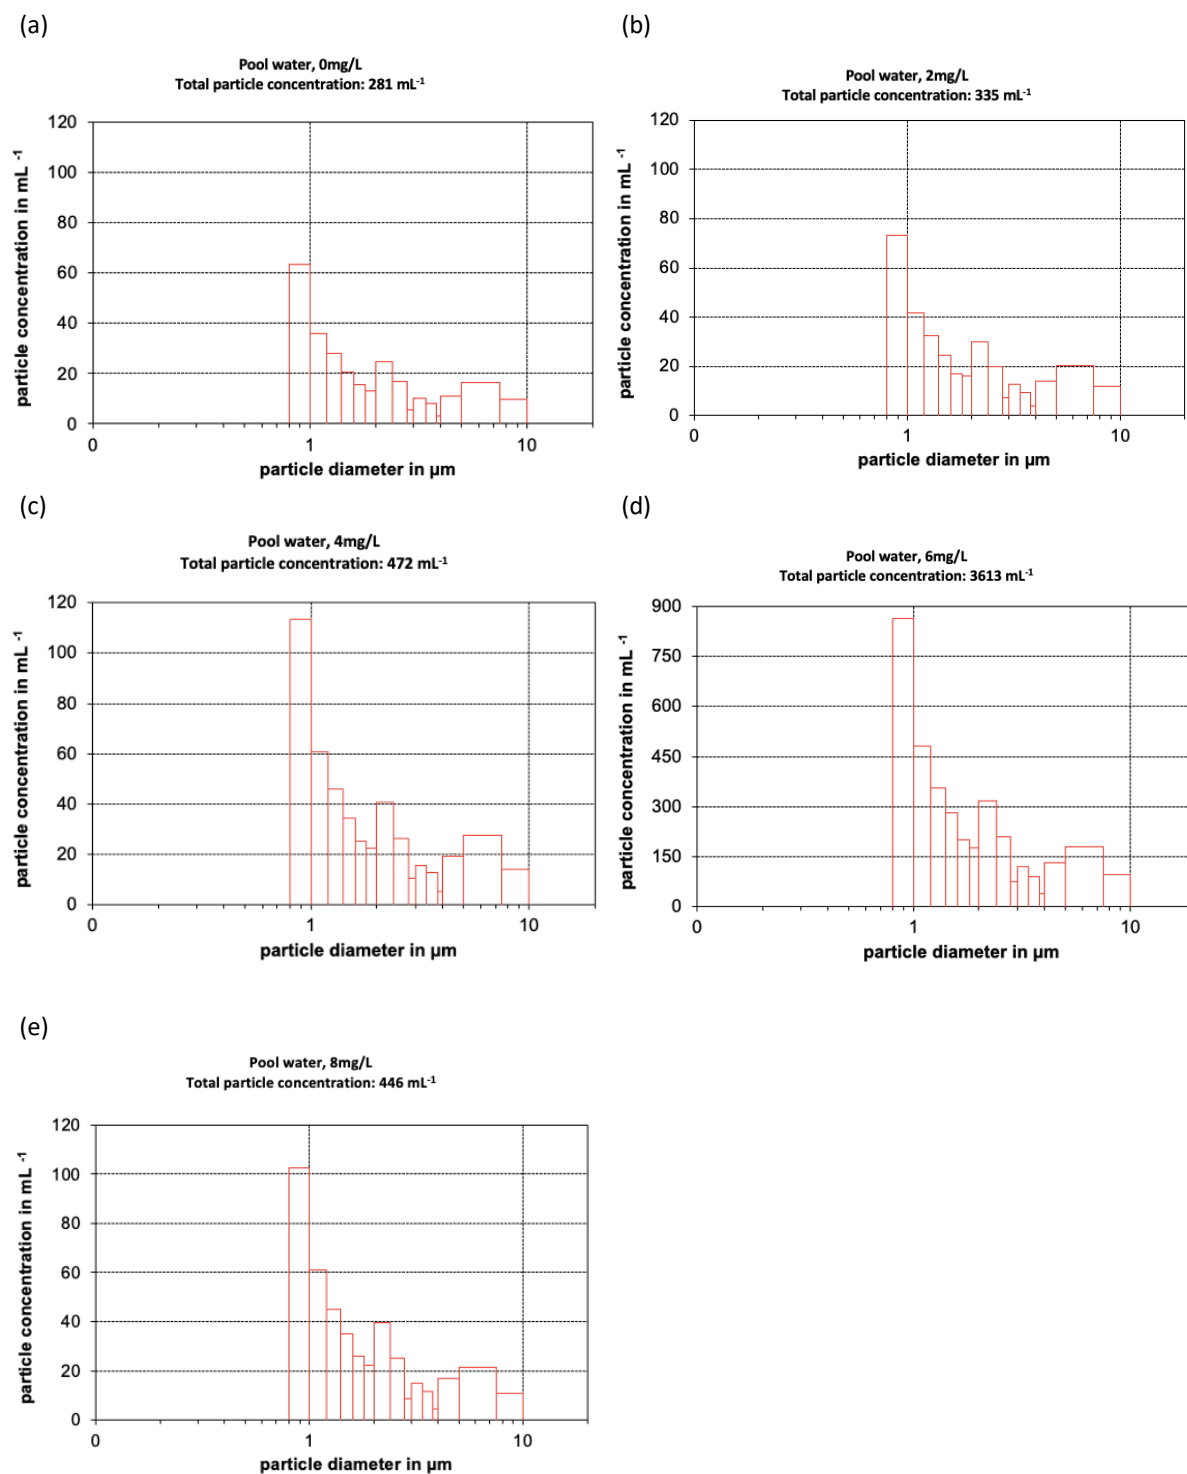 (a)
Pool water, 0mg/L
Total particle concentration: 281 mL⁻¹
particle concentration in mL ⁻¹
120
100
80
60
40
20
0
0 1 10
particle diameter in µm
(b)
Pool water, 2mg/L
Total particle concentration: 335 mL⁻¹
particle concentration in mL ⁻¹
120
100
80
60
40
20
0
0 1 10
particle diameter in µm
(c)
Pool water, 4mg/L
Total particle concentration: 472 mL⁻¹
particle concentration in mL ⁻¹
120
100
80
60
40
20
0
0 1 10
particle diameter in µm
(d)
Pool water, 6mg/L
Total particle concentration: 3613 mL⁻¹
particle concentration in mL ⁻¹
900
750
600
450
300
150
0
0 1 10
particle diameter in µm
(e)
Pool water, 8mg/L
Total particle concentration: 446 mL⁻¹
particle concentration in mL ⁻¹
120
100
80
60
40
20
0
0 1 10
particle diameter in µm